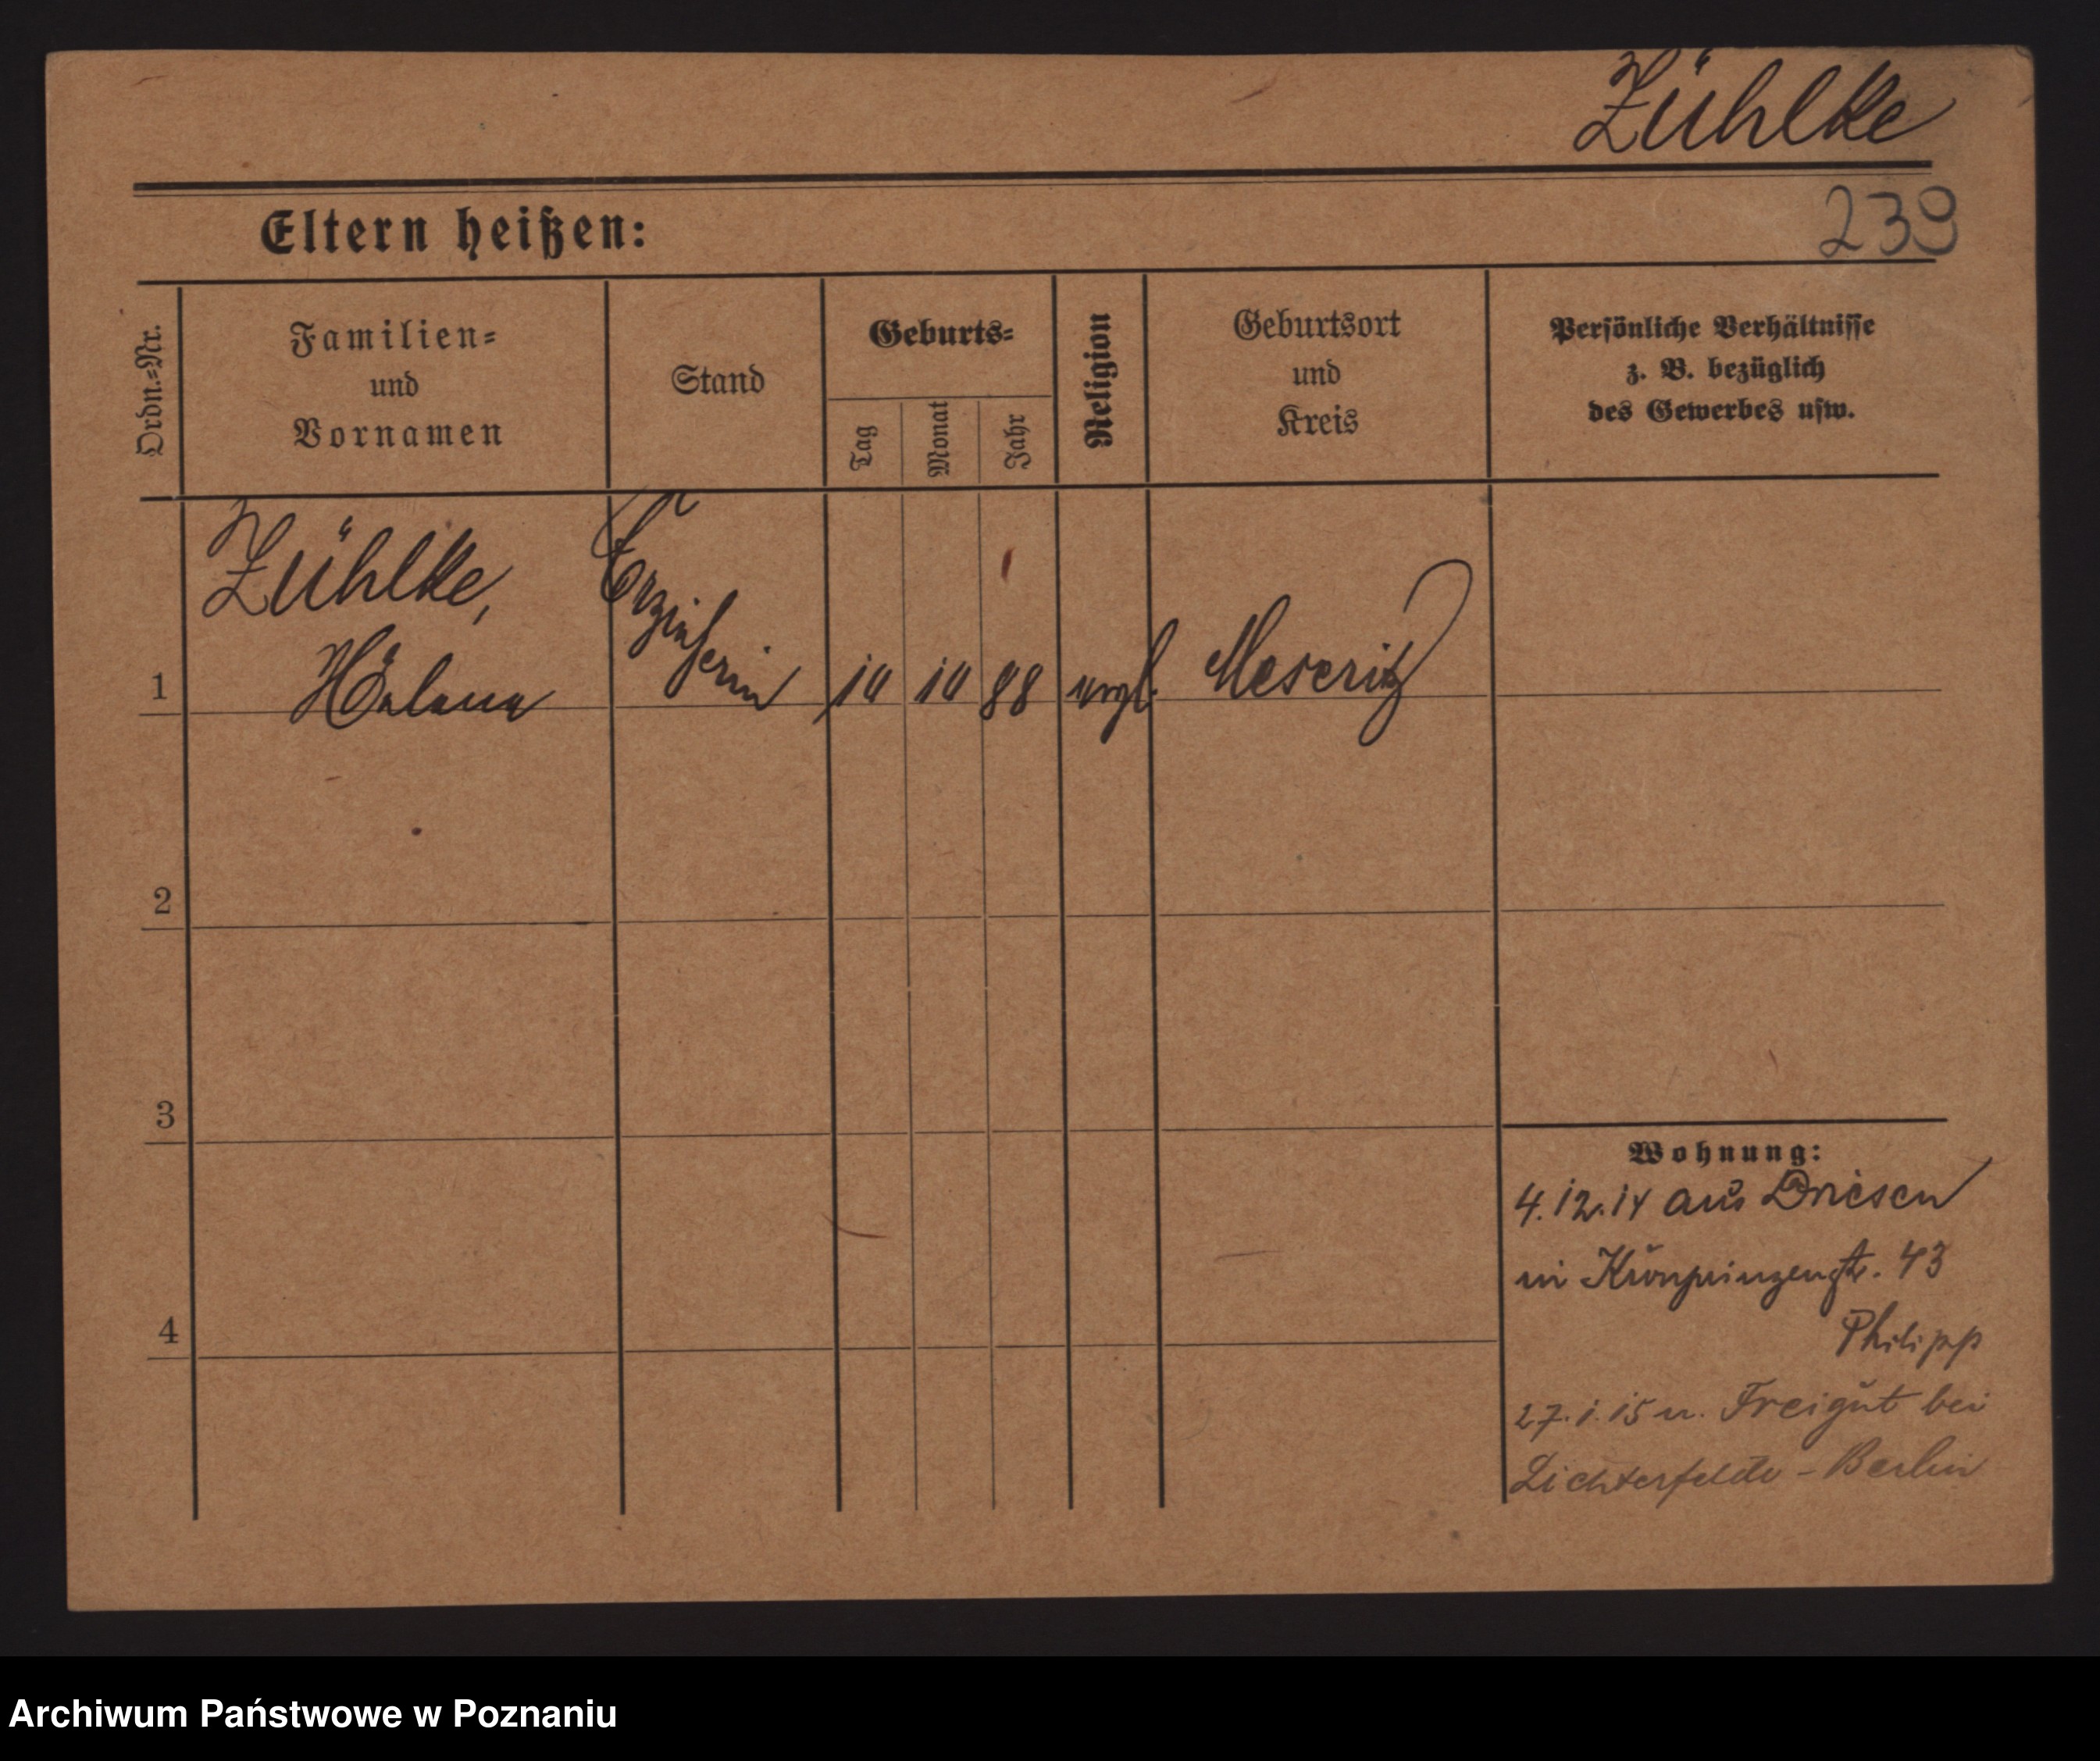 Zühlke
239
Eltern heißen:
Ordn.-Nr.
Familien-
und
Vornamen
Stand
Geburts-
Tag
Monat
Jahr
Religion
Geburtsort
und
Kreis
Persönliche Verhältnisse
z. B. bezüglich
des Gewerbes usw.
Zühlke,
1 Erzieherin 10 10 88 evgl. Meseritz
2
3
4
Wohnung:
4.12.14 aus Driesen
in Kronprinzenstr. 43
Philipp
27.1.15 n. Freigut bei
Lichterfelde-Berlin
Archiwum Państwowe w Poznaniu